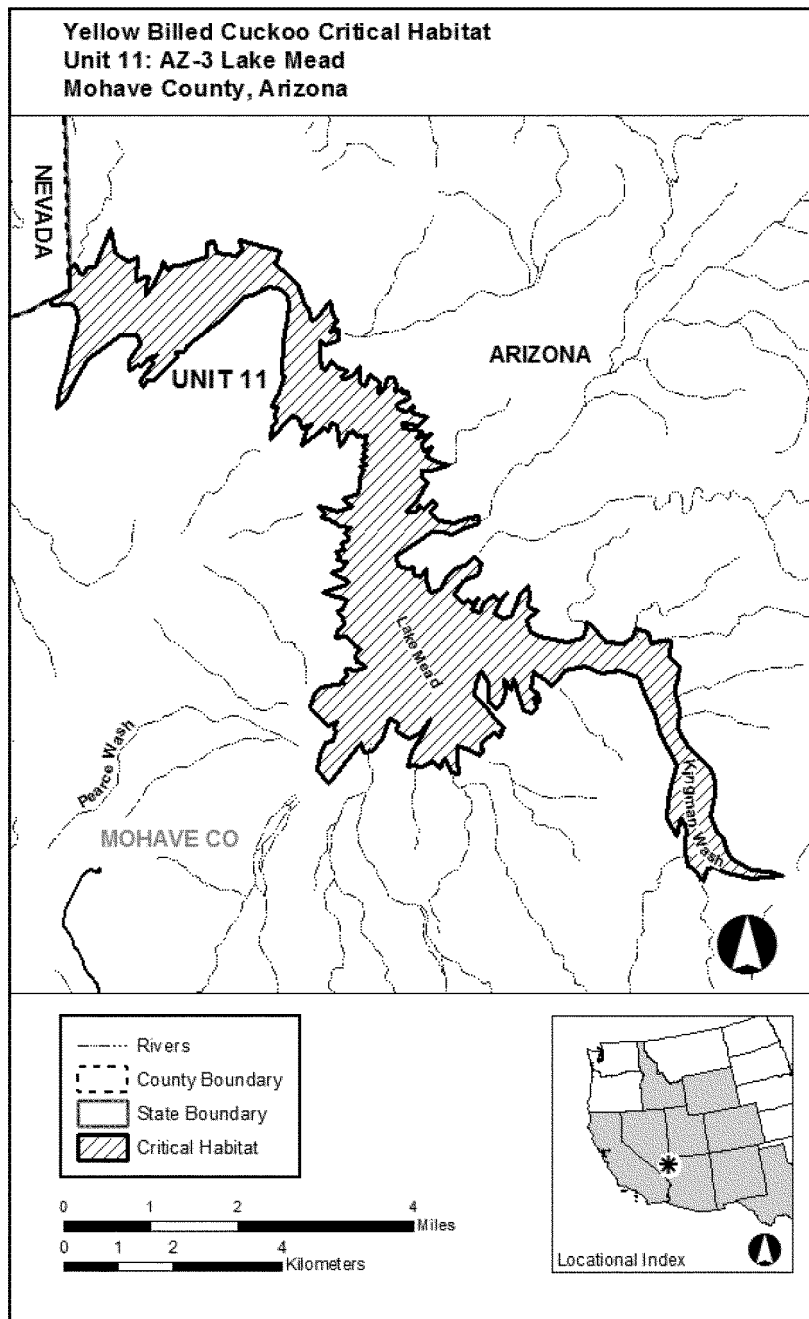 Yellow Billed Cuckoo Critical Habitat
Unit 11: AZ-3 Lake Mead
Mohave County, Arizona
NEVADA
ARIZONA
UNIT 11
Lake Mead
Pearce Wash
Kingman Wash
MOHAVE CO
Rivers
County Boundary
State Boundary
Critical Habitat
0 1 2 4
Miles
0 1 2 4
Kilometers
Locational Index